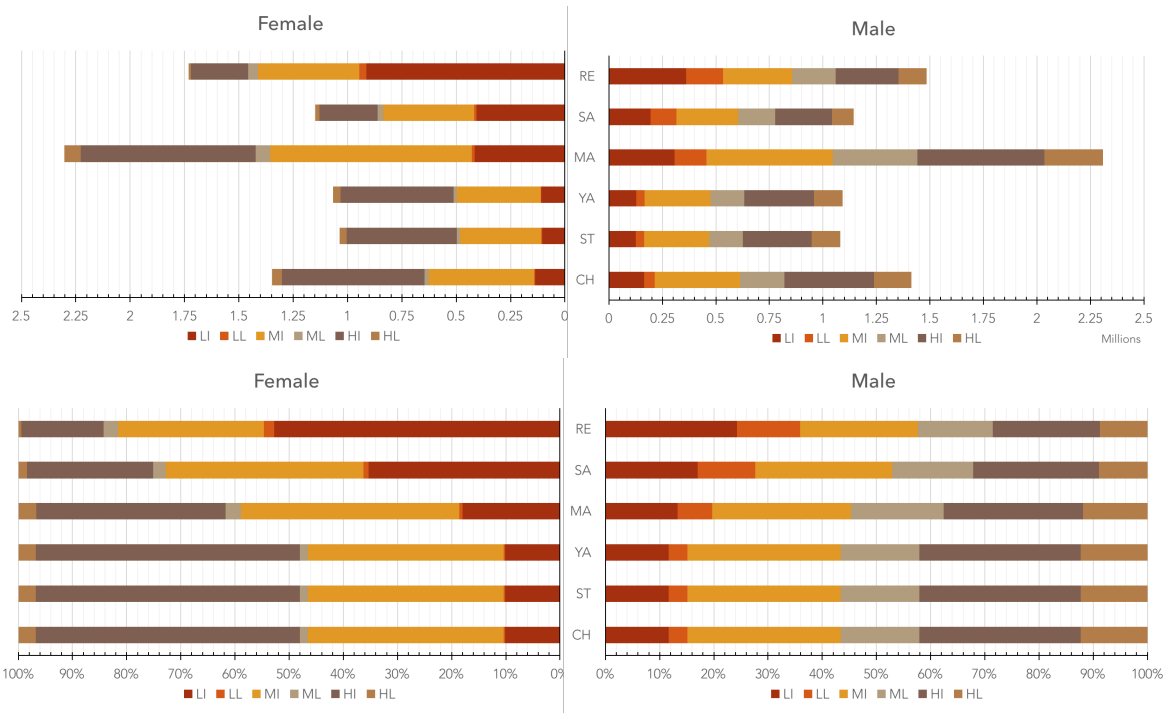 Female
Male
RE
SA
MA
YA
ST
CH
2.5 2.25 2 1.75 1.5 1.25 1 0.75 0.5 0.25 0
0 0.25 0.5 0.75 1 1.25 1.5 1.75 2 2.25 2.5
LI LL MI ML HI HL
LI LL MI ML HI HL
Millions
Female
Male
RE
SA
MA
YA
ST
CH
100% 90% 80% 70% 60% 50% 40% 30% 20% 10% 0%
0% 10% 20% 30% 40% 50% 60% 70% 80% 90% 100%
LI LL MI ML HI HL
LI LL MI ML HI HL